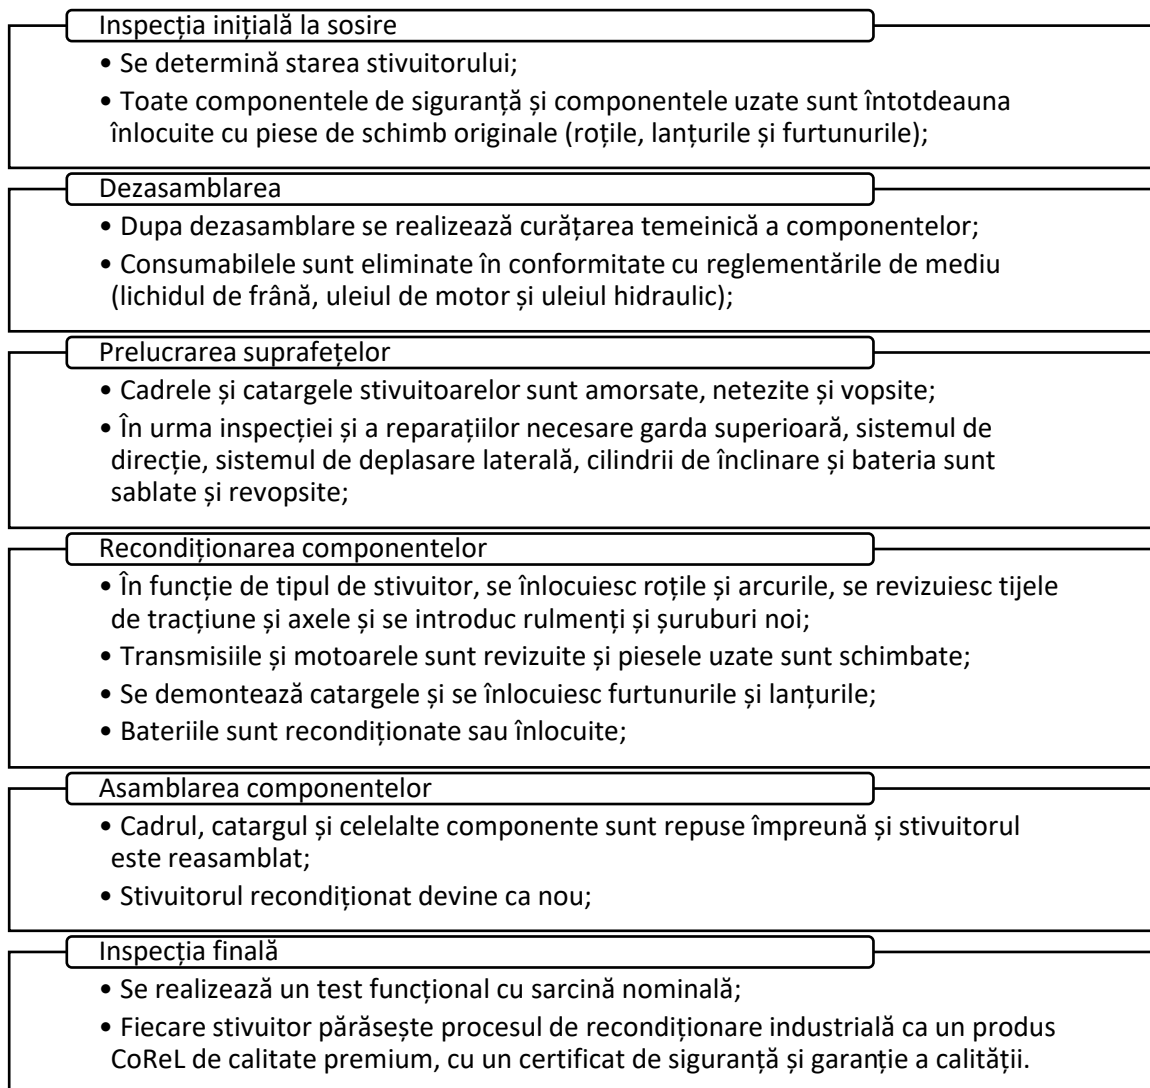 Inspecția inițială la sosire
• Se determină starea stivuitorului;
• Toate componentele de siguranță și componentele uzate sunt întotdeauna
înlocuite cu piese de schimb originale (roțile, lanțurile și furtunurile);
Dezasamblarea
• Dupa dezasamblare se realizează curățarea temeinică a componentelor;
• Consumabilele sunt eliminate în conformitate cu reglementările de mediu
(lichidul de frână, uleiul de motor și uleiul hidraulic);
Prelucrarea suprafețelor
• Cadrele și catargele stivuitoarelor sunt amorsate, netezite și vopsite;
• În urma inspecției și a reparațiilor necesare garda superioară, sistemul de
direcție, sistemul de deplasare laterală, cilindrii de înclinare și bateria sunt
sablate și revopsite;
Recondiționarea componentelor
• În funcție de tipul de stivuitor, se înlocuiesc roțile și arcurile, se revizuiesc tijele
de tracțiune și axele și se introduc rulmenți și șuruburi noi;
• Transmisiile și motoarele sunt revizuite și piesele uzate sunt schimbate;
• Se demontează catargele și se înlocuiesc furtunurile și lanțurile;
• Bateriile sunt recondiționate sau înlocuite;
Asamblarea componentelor
• Cadrul, catargul și celelalte componente sunt repuse împreună și stivuitorul
este reasamblat;
• Stivuitorul recondiționat devine ca nou;
Inspecția finală
• Se realizează un test funcțional cu sarcină nominală;
• Fiecare stivuitor părăsește procesul de recondiționare industrială ca un produs
CoReL de calitate premium, cu un certificat de siguranță și garanție a calității.